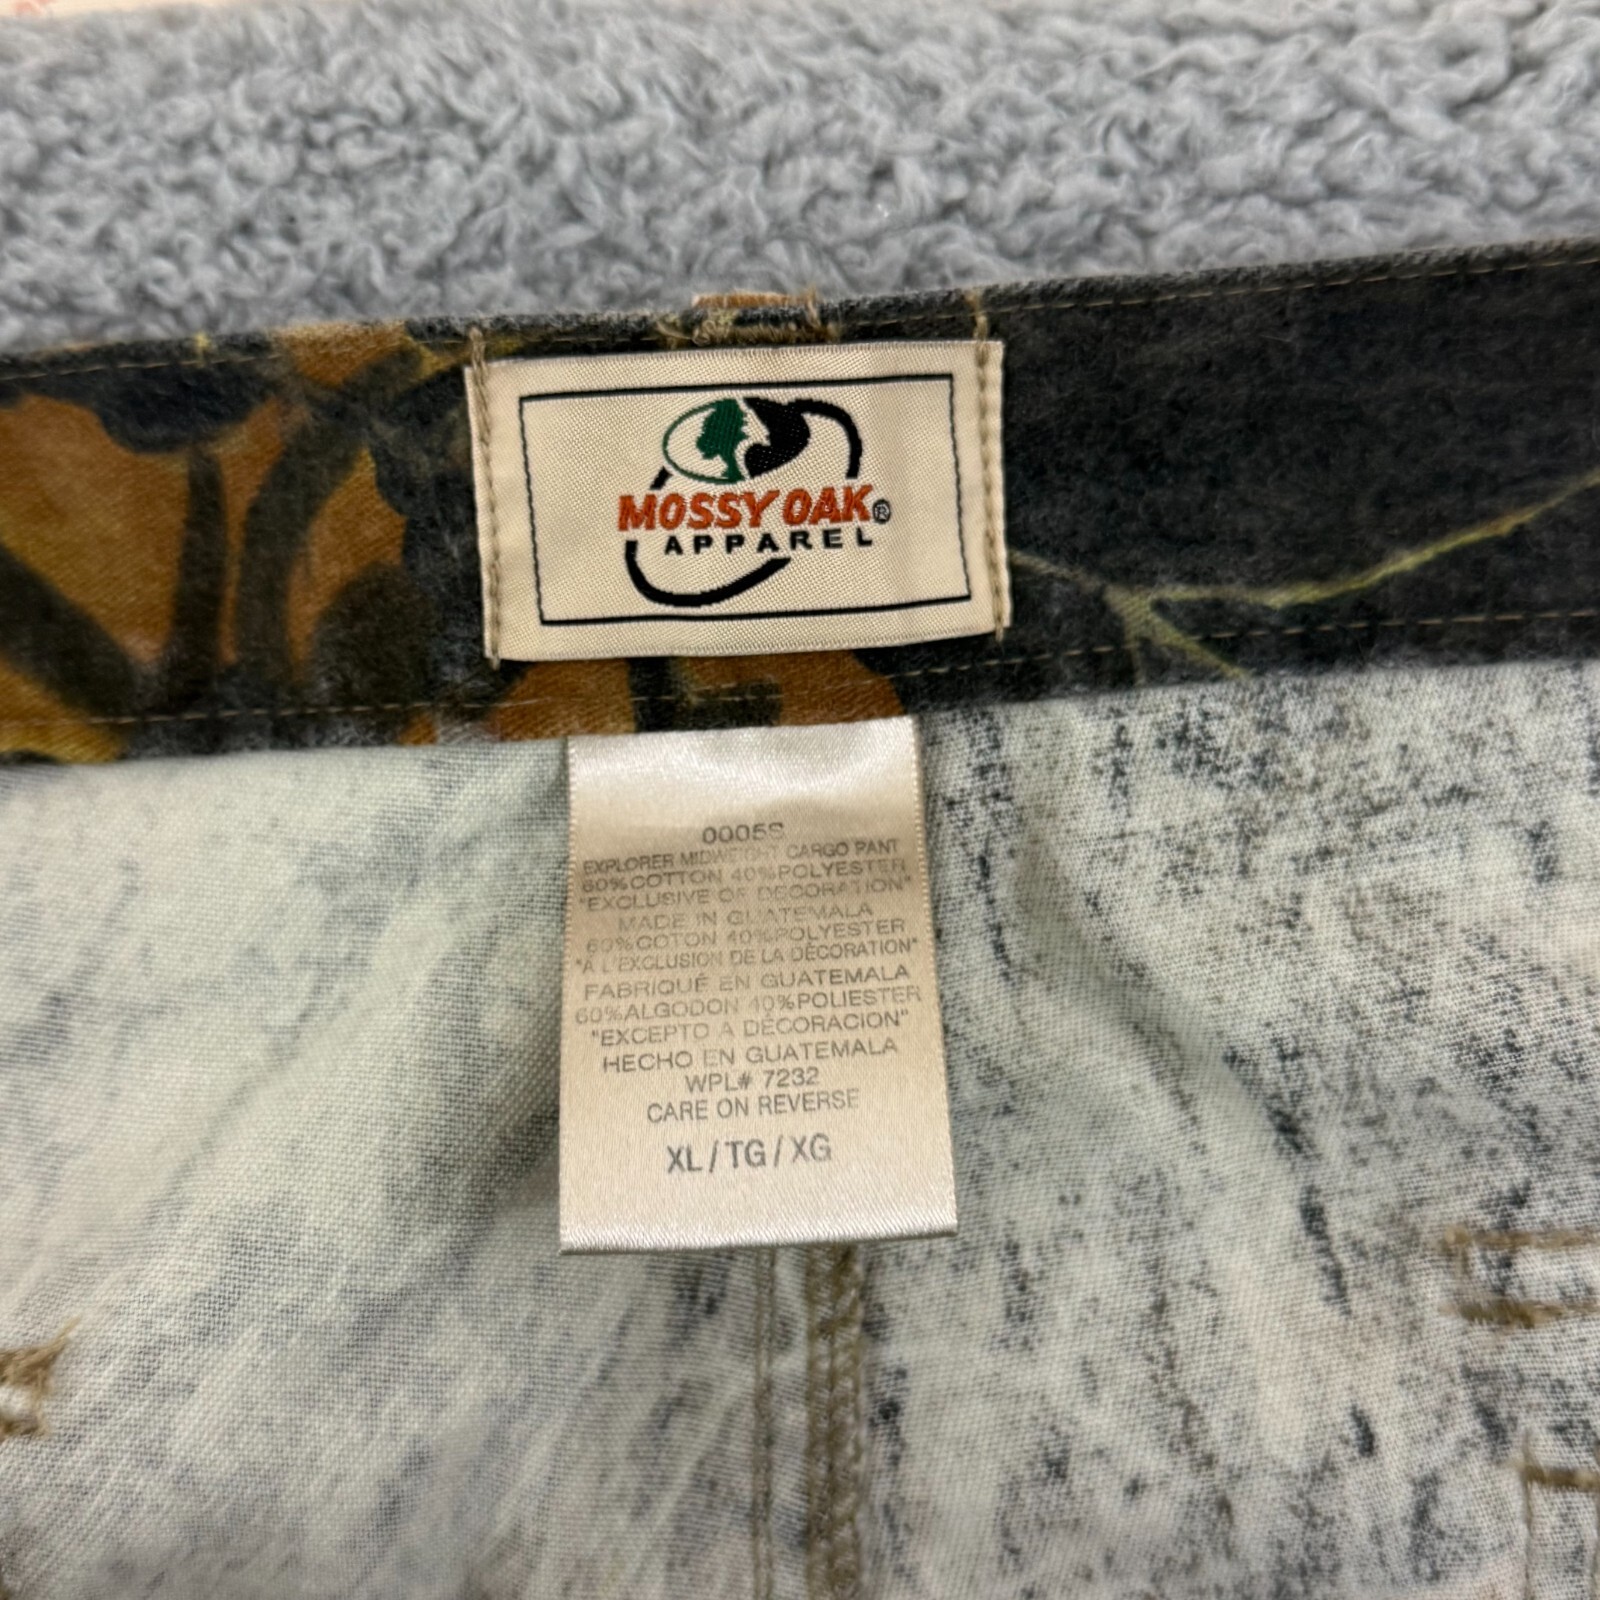 MOSSY OAK®
APPAREL
0005S
EXPLORER MIDWEIGHT CARGO PANT
60%COTTON 40%POLYESTER
"EXCLUSIVE OF DECORATION"
MADE IN GUATEMALA
60%COTON 40%POLYESTER
"À L'EXCLUSION DE LA DÉCORATION"
FABRIQUÉ EN GUATEMALA
60%ALGODON 40%POLIESTER
"EXCEPTO A DÉCORACION"
HECHO EN GUATEMALA
WPL# 7232
CARE ON REVERSE
XL / TG / XG